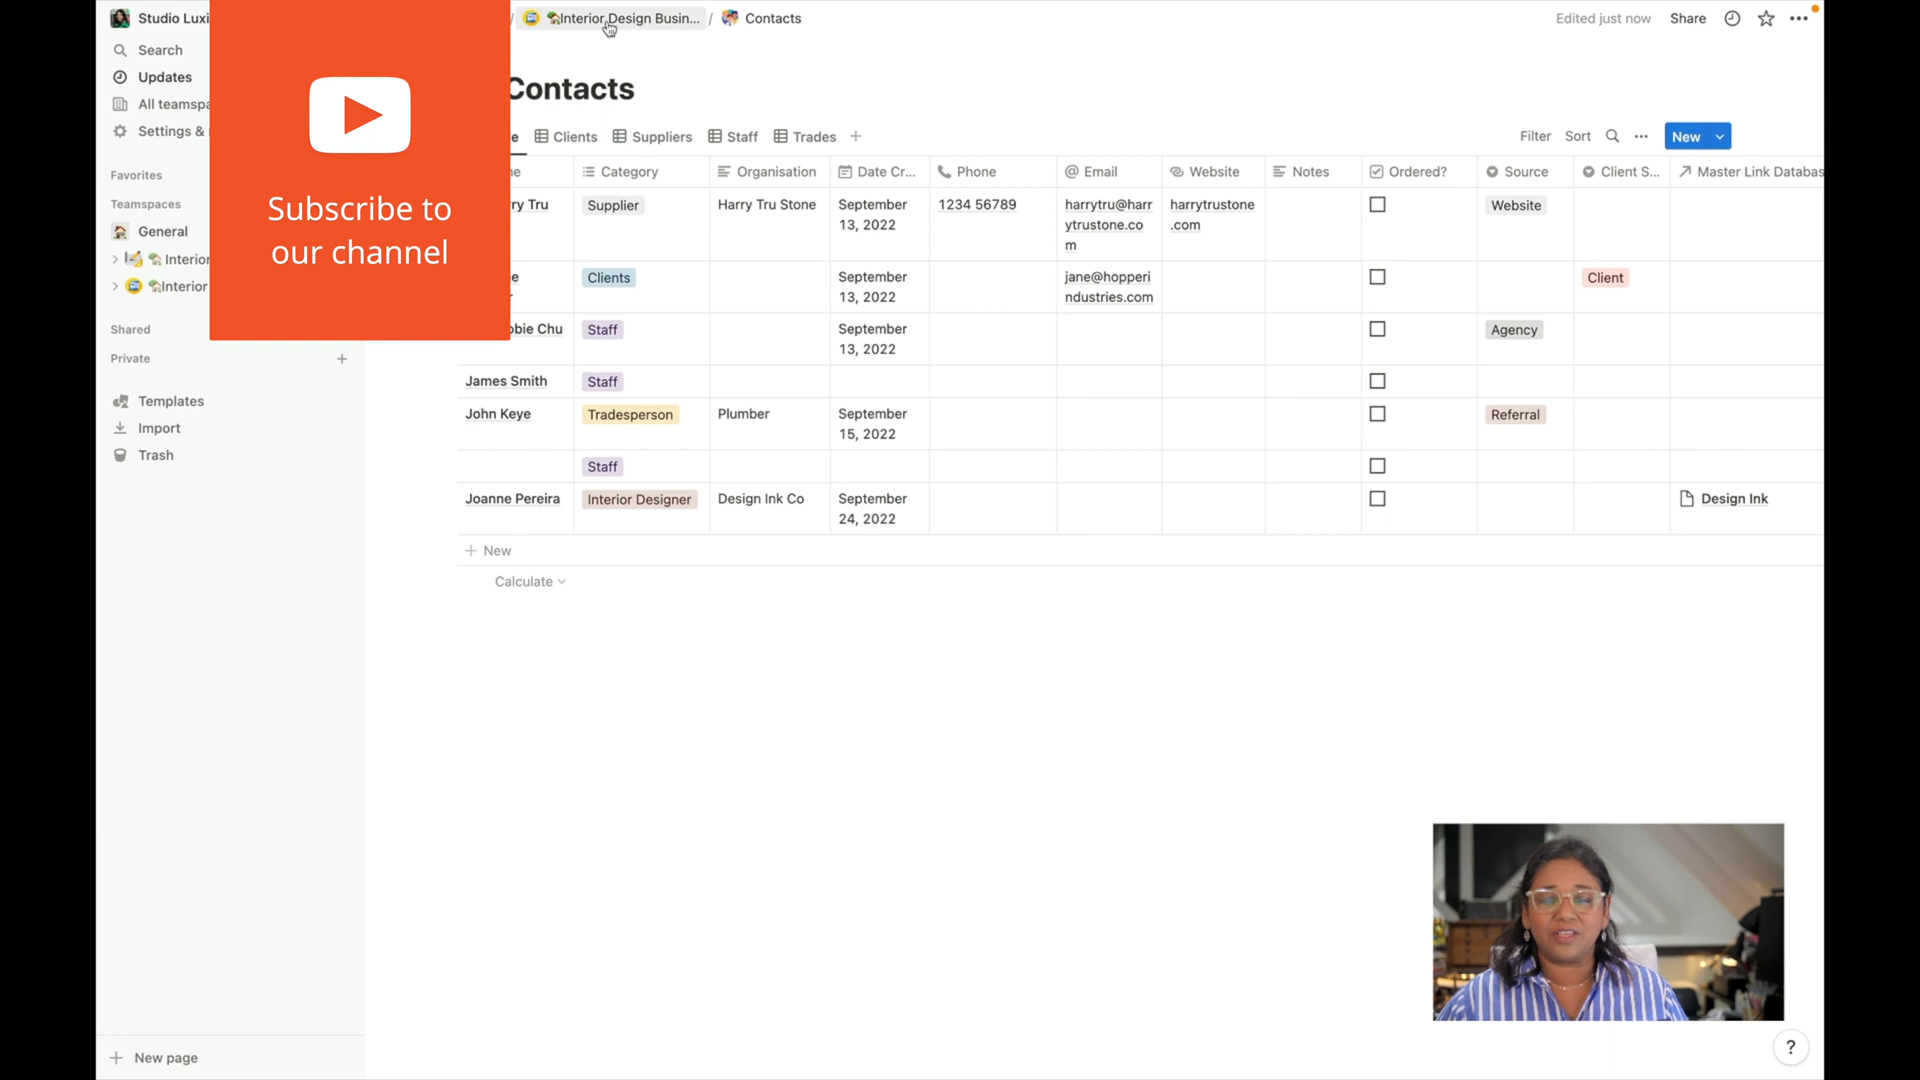 Studio Luxi
Interior Design Busin... / Contacts
Edited just now
Share
Search
Updates
All teamspa
Settings &
Favorites
Teamspaces
General
Interior
Interior
Shared
Private
Templates
Import
Trash
New page
Subscribe to
our channel
Contacts
Clients
Suppliers
Staff
Trades
Filter
Sort
New
Category
Organisation
Date Cr...
Phone
@ Email
Website
Notes
Ordered?
Source
Client S...
Master Link Databas
ry Tru
Supplier
Harry Tru Stone
September
13, 2022
1234 56789
harrytru@harr
ytrustone.co
m
harrytrustone
.com
Website
Clients
September
13, 2022
jane@hopperi
ndustries.com
Client
obie Chu
Staff
September
13, 2022
Agency
James Smith
Staff
John Keye
Tradesperson
Plumber
September
15, 2022
Referral
Staff
Joanne Pereira
Interior Designer
Design Ink Co
September
24, 2022
Design Ink
+ New
Calculate
?